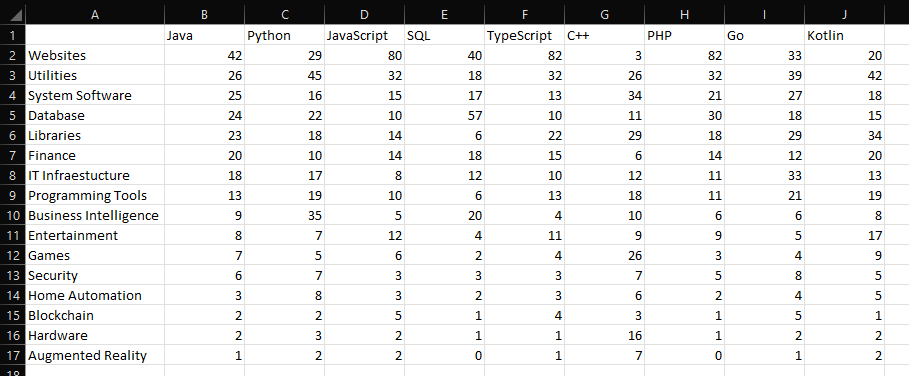 A B C D E F G H I J
1 Java Python JavaScript SQL TypeScript C++ PHP Go Kotlin
2 Websites 42 29 80 40 82 3 82 33 20
3 Utilities 26 45 32 18 32 26 32 39 42
4 System Software 25 16 15 17 13 34 21 27 18
5 Database 24 22 10 57 10 11 30 18 15
6 Libraries 23 18 14 6 22 29 18 29 34
7 Finance 20 10 14 18 15 6 14 12 20
8 IT Infraestucture 18 17 8 12 10 12 11 33 13
9 Programming Tools 13 19 10 6 13 18 11 21 19
10 Business Intelligence 9 35 5 20 4 10 6 6 8
11 Entertainment 8 7 12 4 11 9 9 5 17
12 Games 7 5 6 2 4 26 3 4 9
13 Security 6 7 3 3 3 7 5 8 5
14 Home Automation 3 8 3 2 3 6 2 4 5
15 Blockchain 2 2 5 1 4 3 1 5 1
16 Hardware 2 3 2 1 1 16 1 2 2
17 Augmented Reality 1 2 2 0 1 7 0 1 2
18